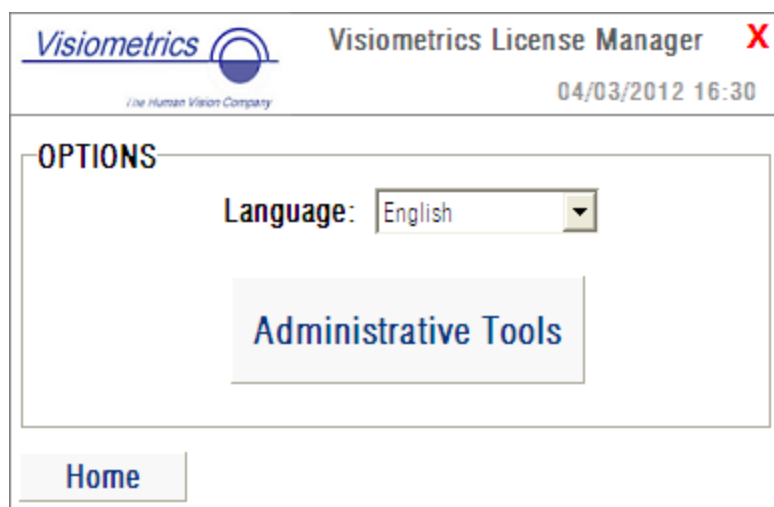 Visiometrics
The Human Vision Company
Visiometrics License Manager X
04/03/2012 16:30
OPTIONS
Language: English
Administrative Tools
Home